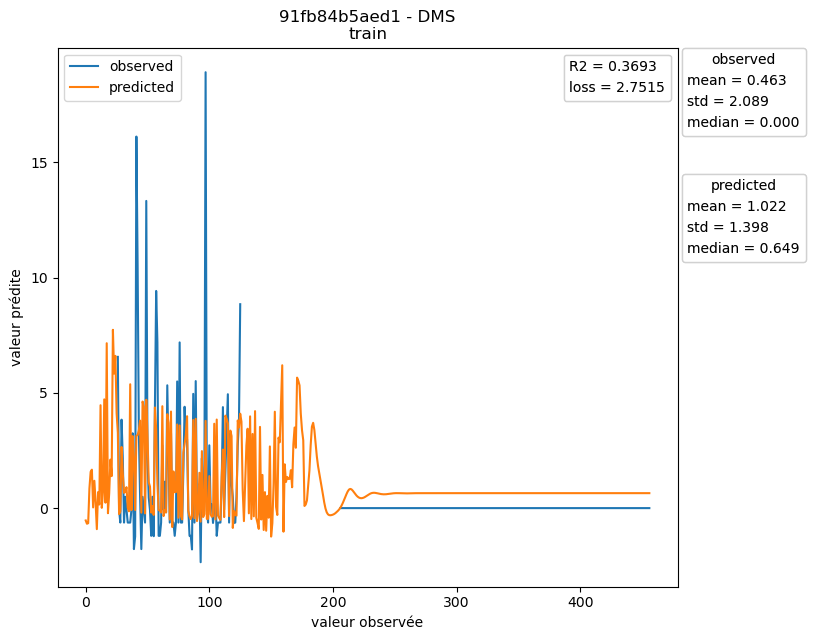 91fb84b5aed1 - DMS
train
observed
predicted
R2 = 0.3693
loss = 2.7515
observed
mean = 0.463
std = 2.089
median = 0.000
predicted
mean = 1.022
std = 1.398
median = 0.649
15
10
5
0
valeur prédite
0
100
200
300
400
valeur observée